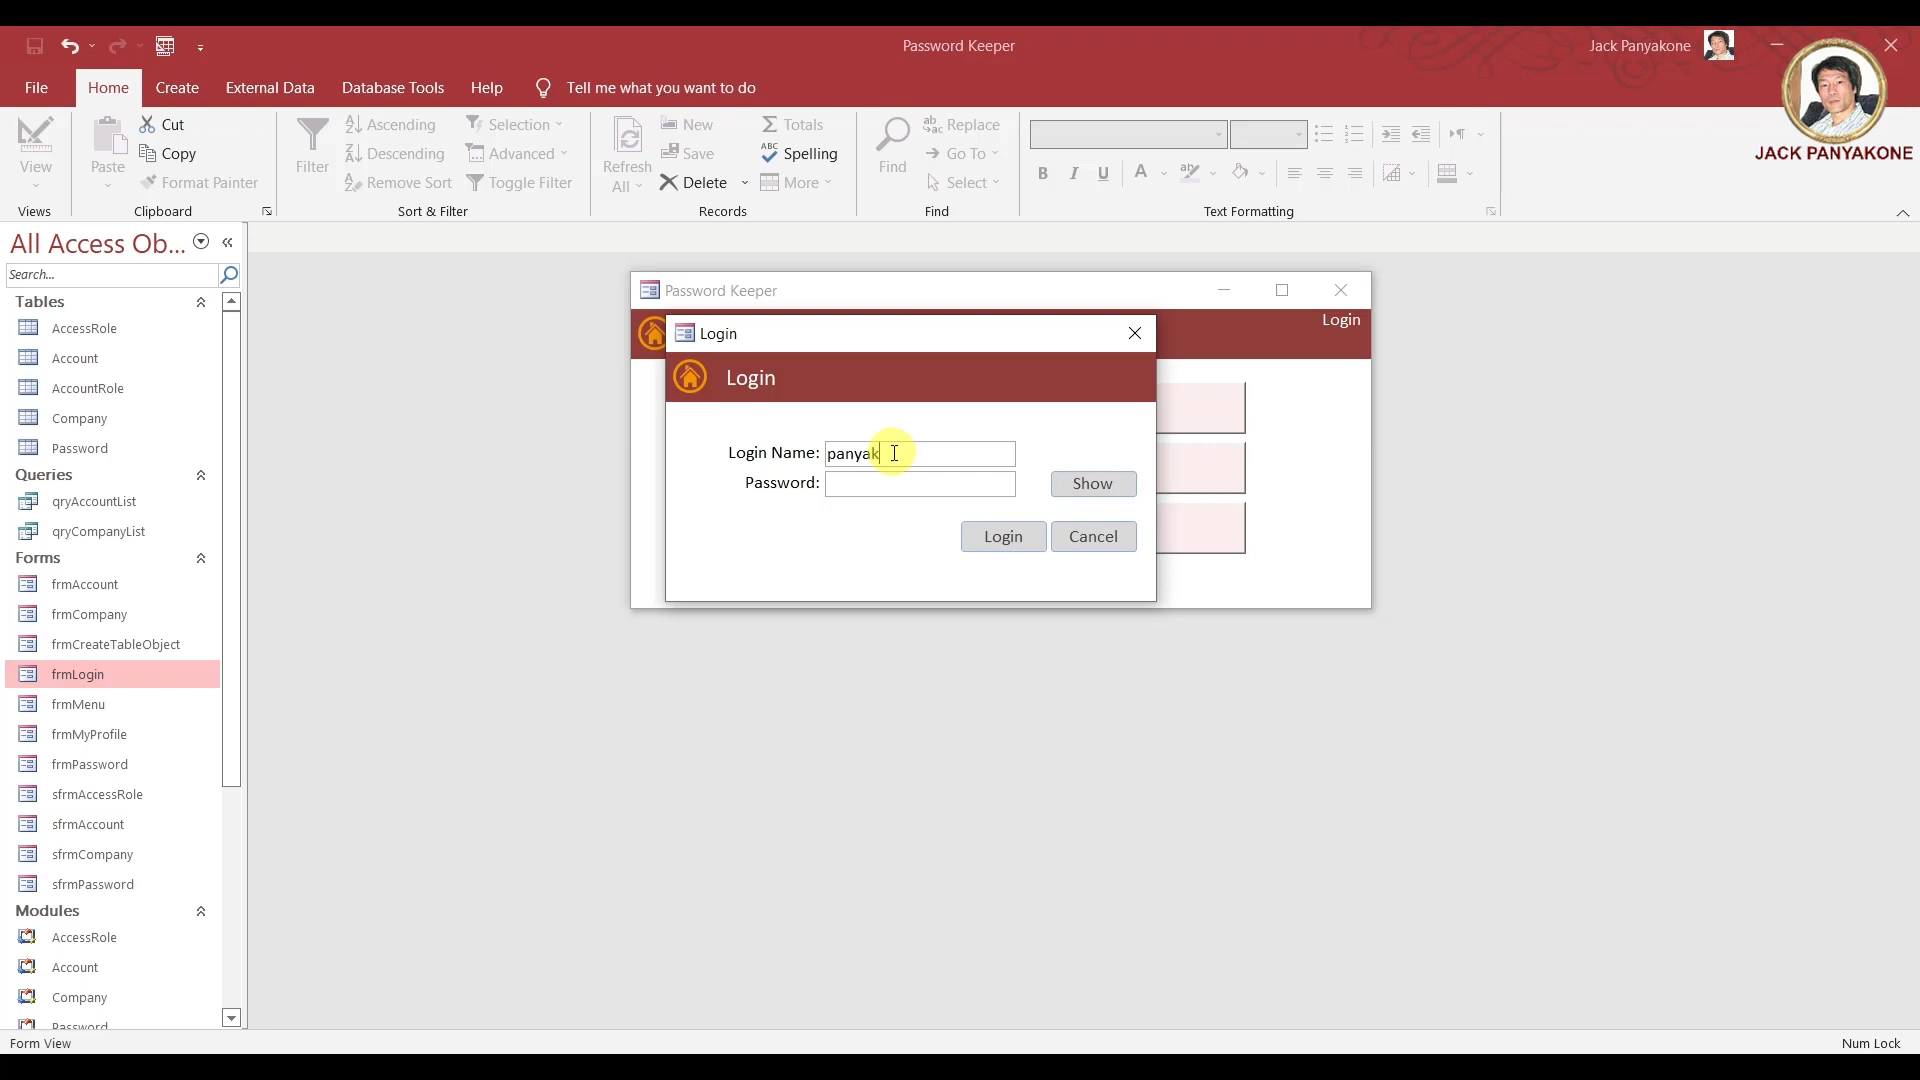 Password Keeper
Jack Panyakone
File
Home
Create
External Data
Database Tools
Help
Tell me what you want to do
JACK PANYAKONE
View
Paste
Cut
Copy
Format Painter
Filter
Ascending
Descending
Remove Sort
Selection
Advanced
Toggle Filter
Refresh
All
New
Save
Delete
Totals
Spelling
More
Find
Replace
Go To
Select
Views
Clipboard
Sort & Filter
Records
Find
Text Formatting
All Access Ob...
Search...
Tables
AccessRole
Account
AccountRole
Company
Password
Queries
qryAccountList
qryCompanyList
Forms
frmAccount
frmCompany
frmCreateTableObject
frmLogin
frmMenu
frmMyProfile
frmPassword
sfrmAccessRole
sfrmAccount
sfrmCompany
sfrmPassword
Modules
AccessRole
Account
Company
Password
Password Keeper
Login
Login
Login
Login Name: panyak
Password:
Show
Login
Cancel
Form View
Num Lock